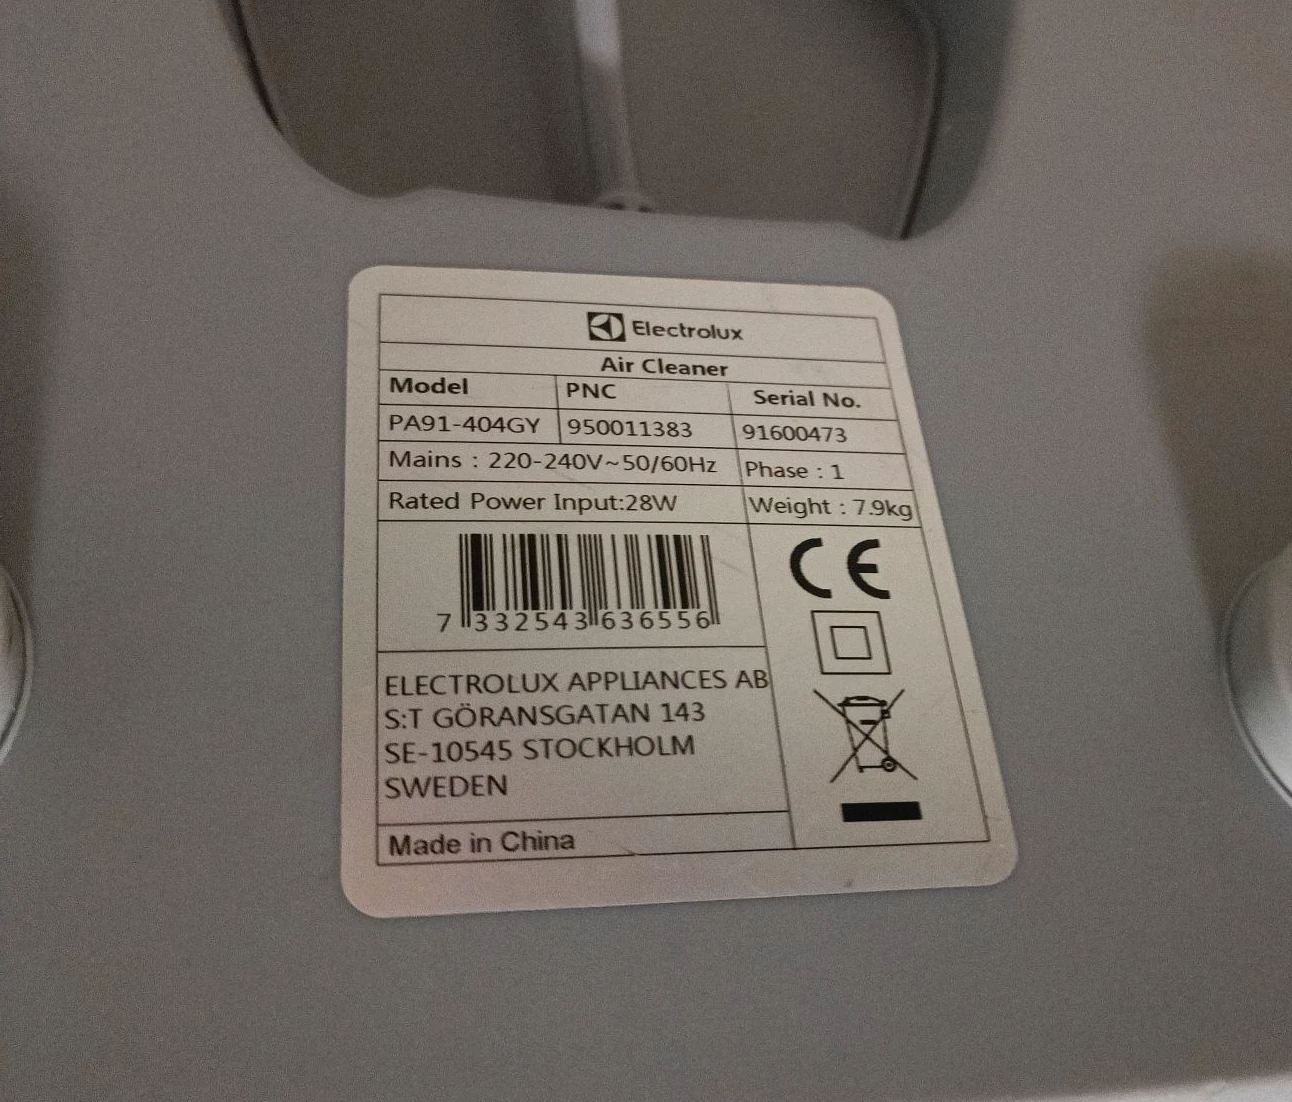 Electrolux
Air Cleaner
Model PNC Serial No.
PA91-404GY 950011383 91600473
Mains : 220-240V~50/60Hz Phase : 1
Rated Power Input:28W Weight : 7.9kg
CE
7 332543 636556
ELECTROLUX APPLIANCES AB
S:T GÖRANSGATAN 143
SE-10545 STOCKHOLM
SWEDEN
Made in China